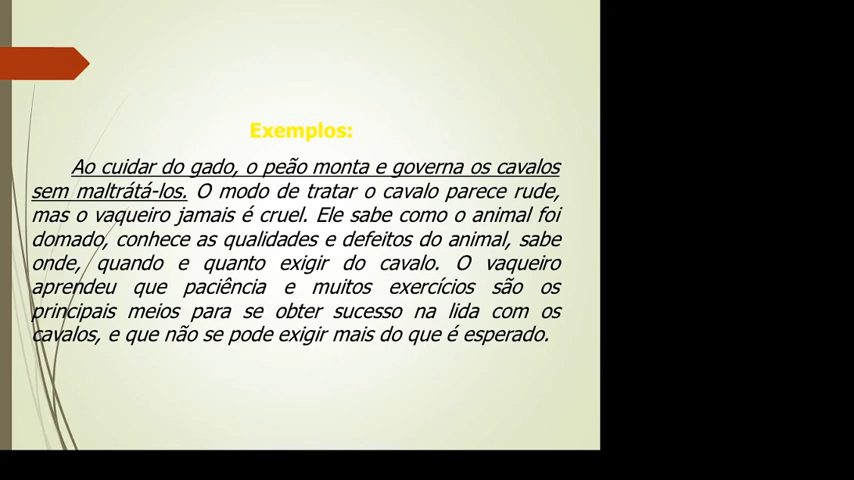 Exemplos:
Ao cuidar do gado, o peão monta e governa os cavalos
sem maltrátá-los. O modo de tratar o cavalo parece rude,
mas o vaqueiro jamais é cruel. Ele sabe como o animal foi
domado, conhece as qualidades e defeitos do animal, sabe
onde, quando e quanto exigir do cavalo. O vaqueiro
aprendeu que paciência e muitos exercícios são os
principais meios para se obter sucesso na lida com os
cavalos, e que não se pode exigir mais do que é esperado.